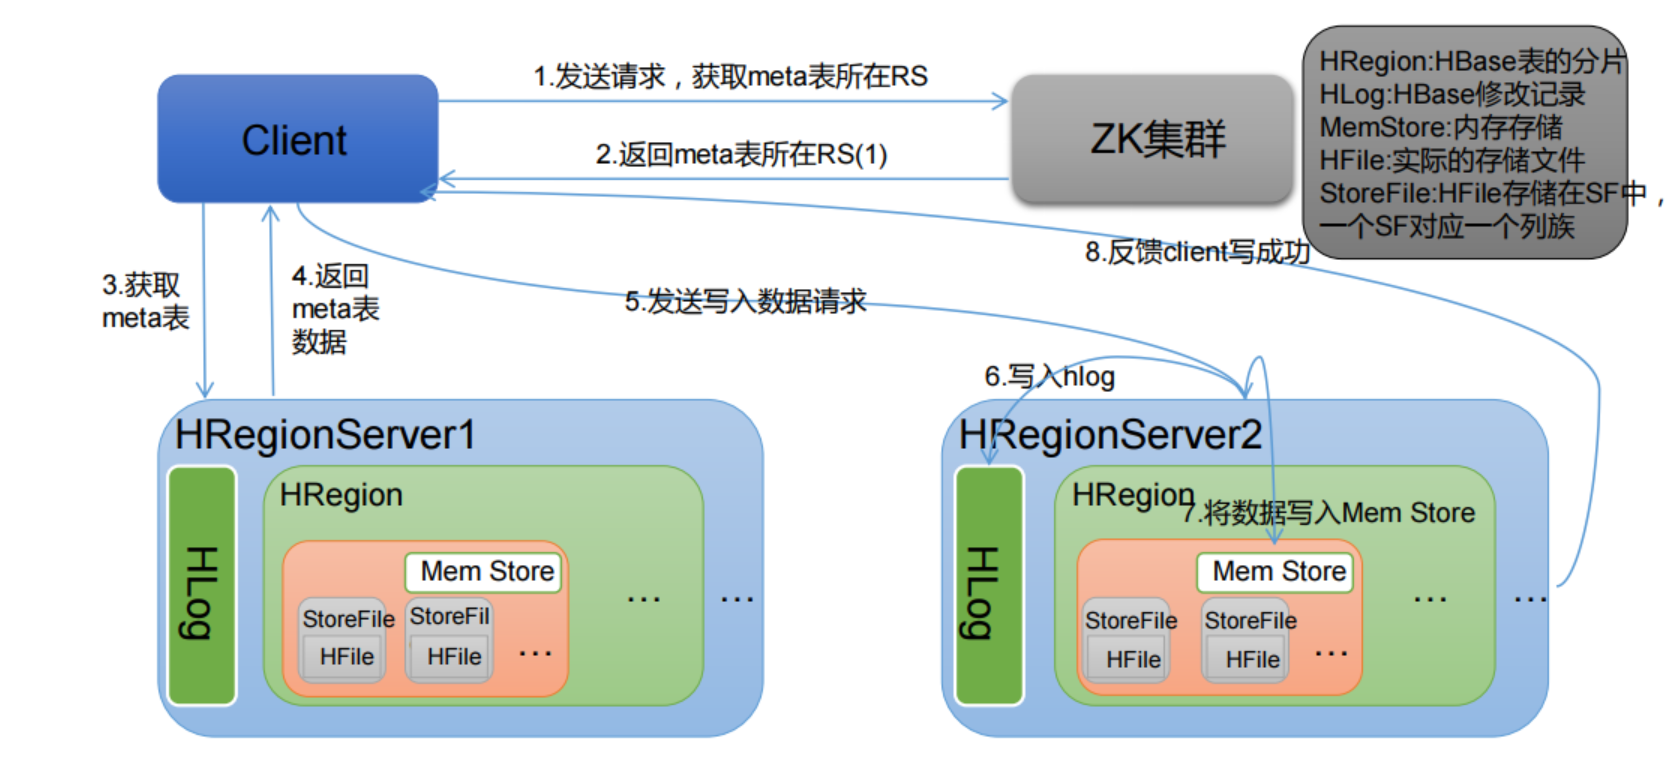 1.发送请求，获取meta表所在RS
Client
2.返回meta表所在RS(1)
ZK集群
HRegion:HBase表的分片
HLog:HBase修改记录
MemStore:内存存储
HFile:实际的存储文件
StoreFile:HFile存储在SF中，
一个SF对应一个列族
3.获取
meta表
4.返回
meta表
数据
5.发送写入数据请求
8.反馈client写成功
6.写入hlog
HRegionServer1
HLog
HRegion
Mem Store
StoreFile
HFile
StoreFil
HFile
...
...
...
HRegionServer2
HLog
HRegion
7.将数据写入Mem Store
Mem Store
StoreFile
HFile
StoreFile
HFile
...
...
...